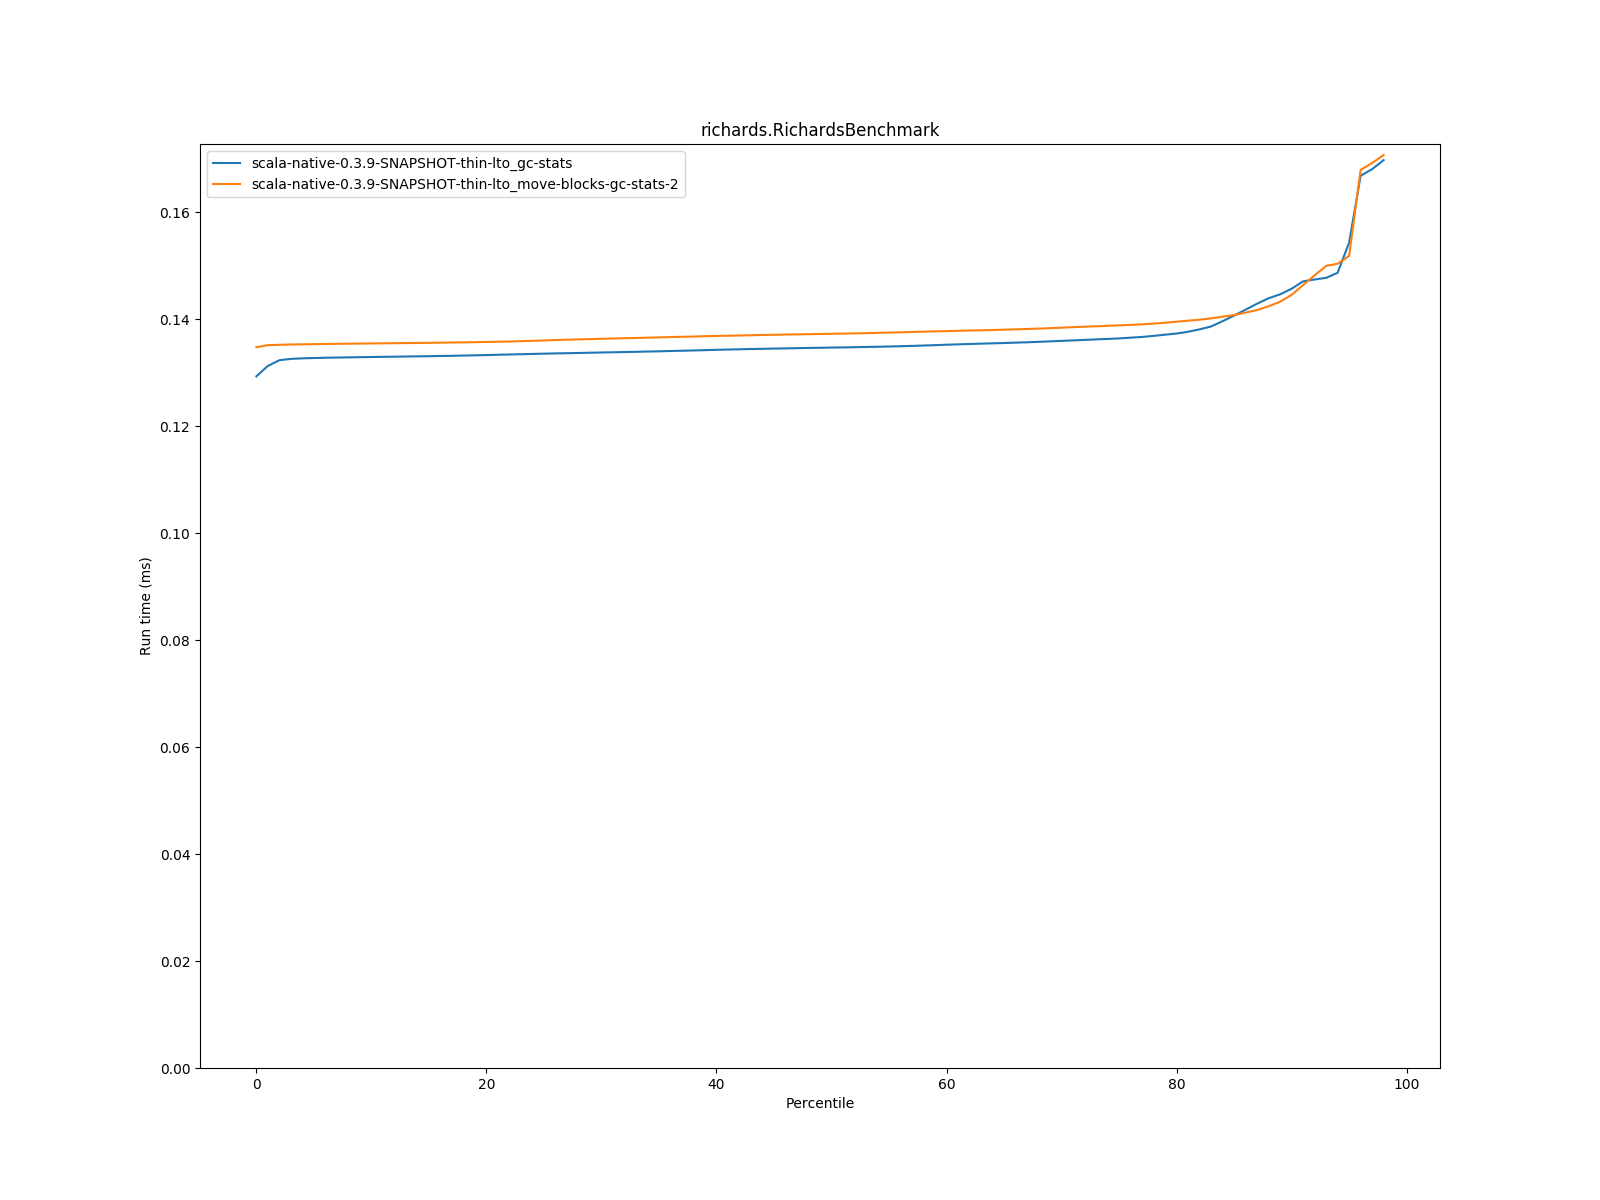 richards.RichardsBenchmark
scala-native-0.3.9-SNAPSHOT-thin-lto_gc-stats
scala-native-0.3.9-SNAPSHOT-thin-lto_move-blocks-gc-stats-2
0.16
0.14
0.12
0.10
0.08
0.06
0.04
0.02
0.00
Run time (ms)
0 20 40 60 80 100
Percentile